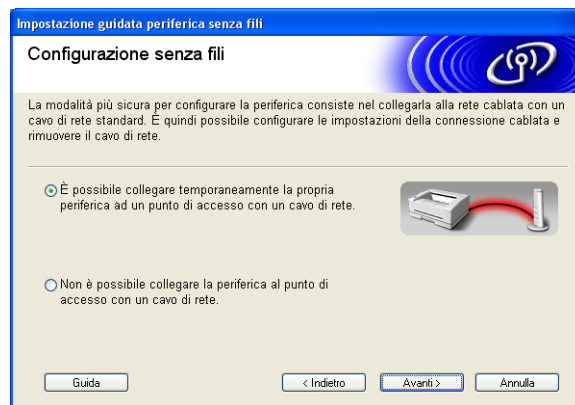 Impostazione guidata periferica senza fili
Configurazione senza fili
La modalità più sicura per configurare la periferica consiste nel collegarla alla rete cablata con un
cavo di rete standard. É quindi possibile configurare le impostazioni della connessione cablata e
rimuovere il cavo di rete.
È possibile collegare temporaneamente la propria
periferica ad un punto di accesso con un cavo di rete.
Non è possibile collegare la periferica al punto di
accesso con un cavo di rete.
Guida
< Indietro
Avanti >
Annulla